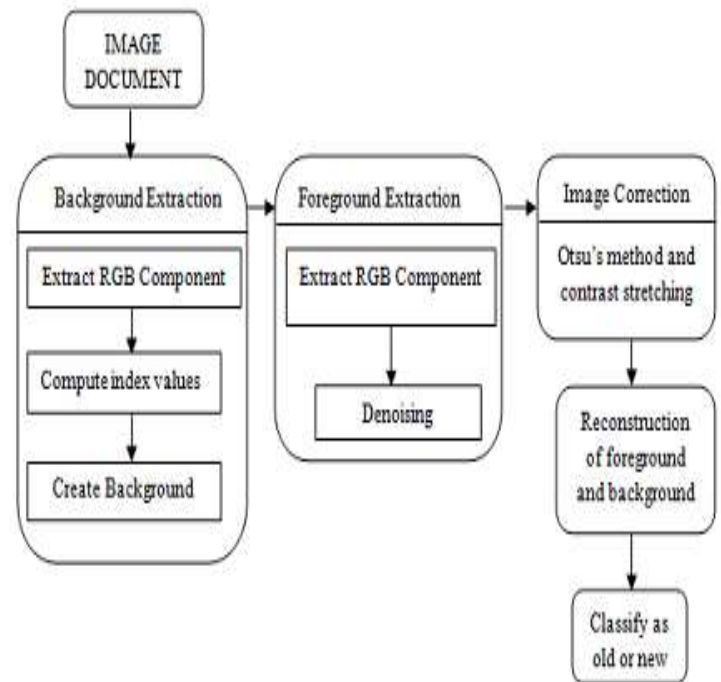 IMAGE
DOCUMENT
Background Extraction
Extract RGB Component
Compute index values
Create Background
Foreground Extraction
Extract RGB Component
Denoising
Image Correction
Otsu's method and
contrast stretching
Reconstruction
of foreground
and background
Classify as
old or new